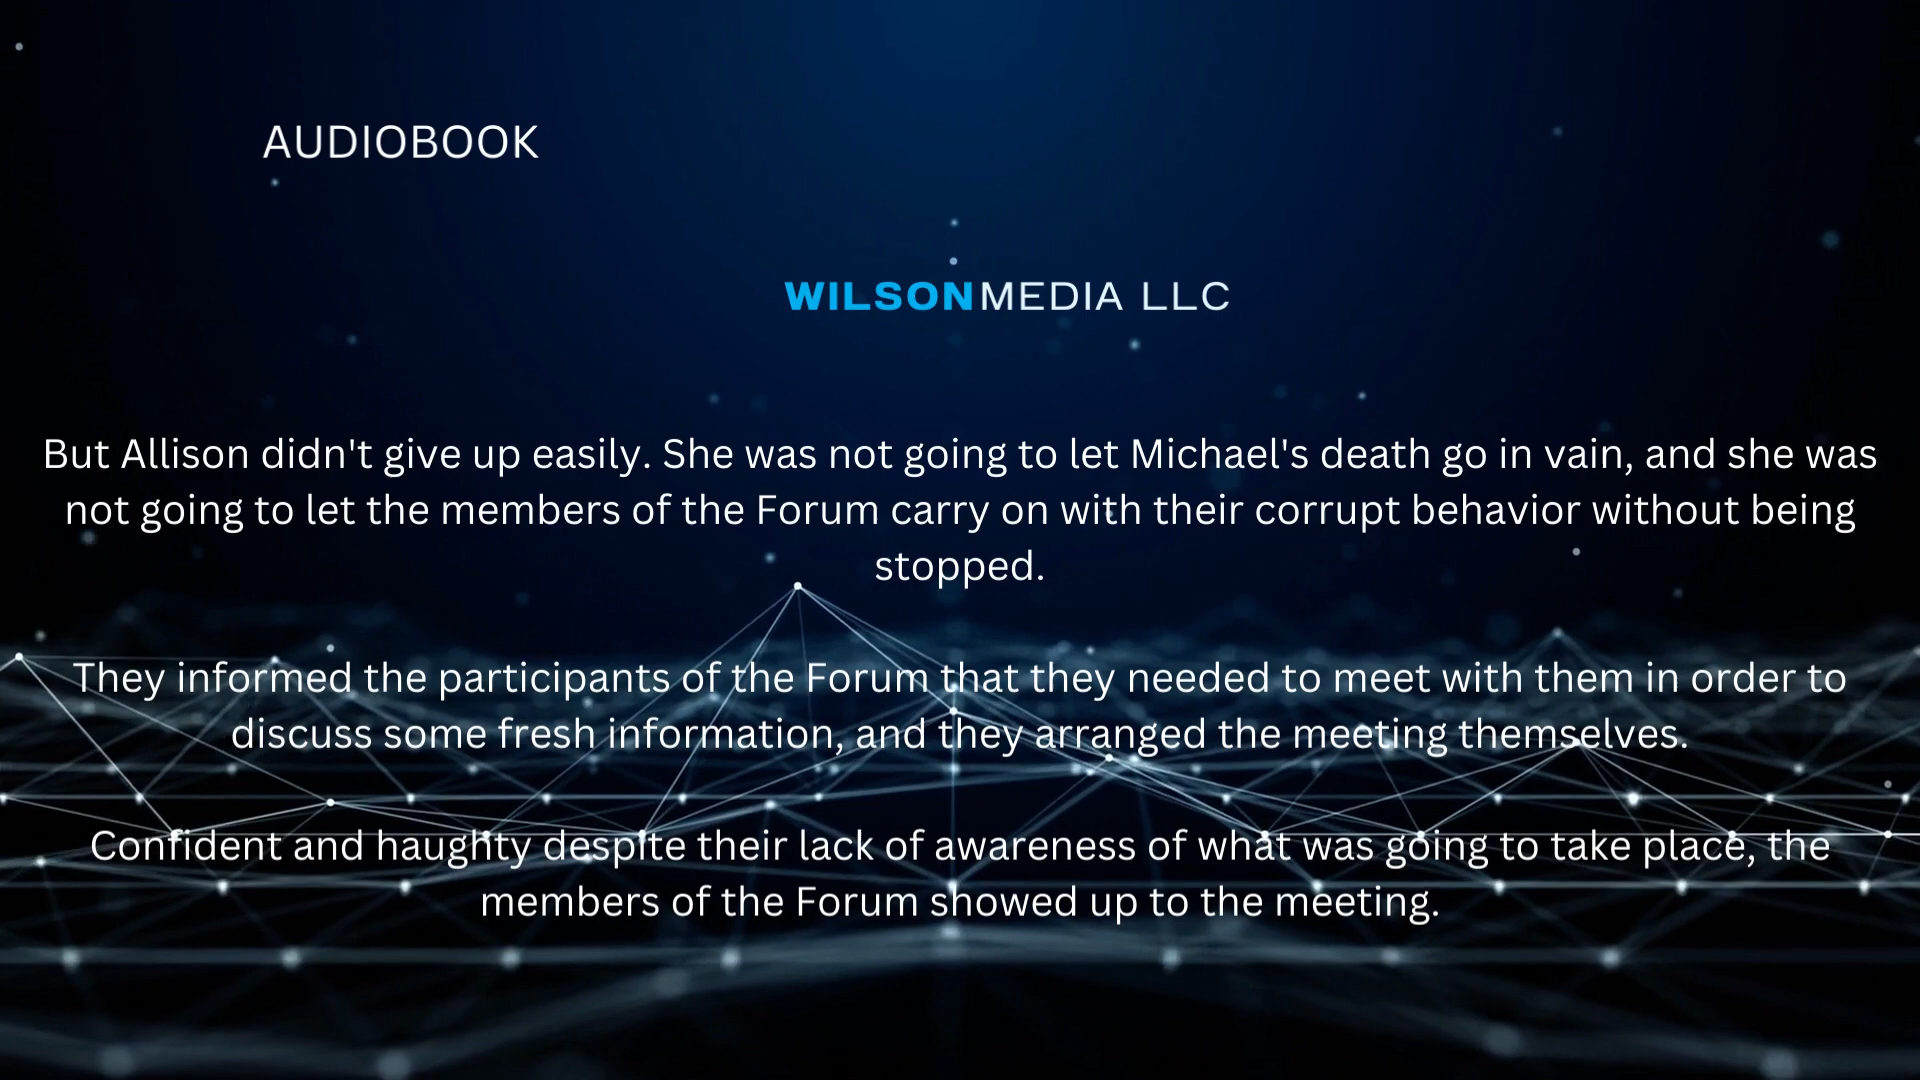 AUDIOBOOK
WILSONMEDIA LLC
But Allison didn't give up easily. She was not going to let Michael's death go in vain, and she was
not going to let the members of the Forum carry on with their corrupt behavior without being
stopped.
They informed the participants of the Forum that they needed to meet with them in order to
discuss some fresh information, and they arranged the meeting themselves.
Confident and haughty despite their lack of awareness of what was going to take place, the
members of the Forum showed up to the meeting.